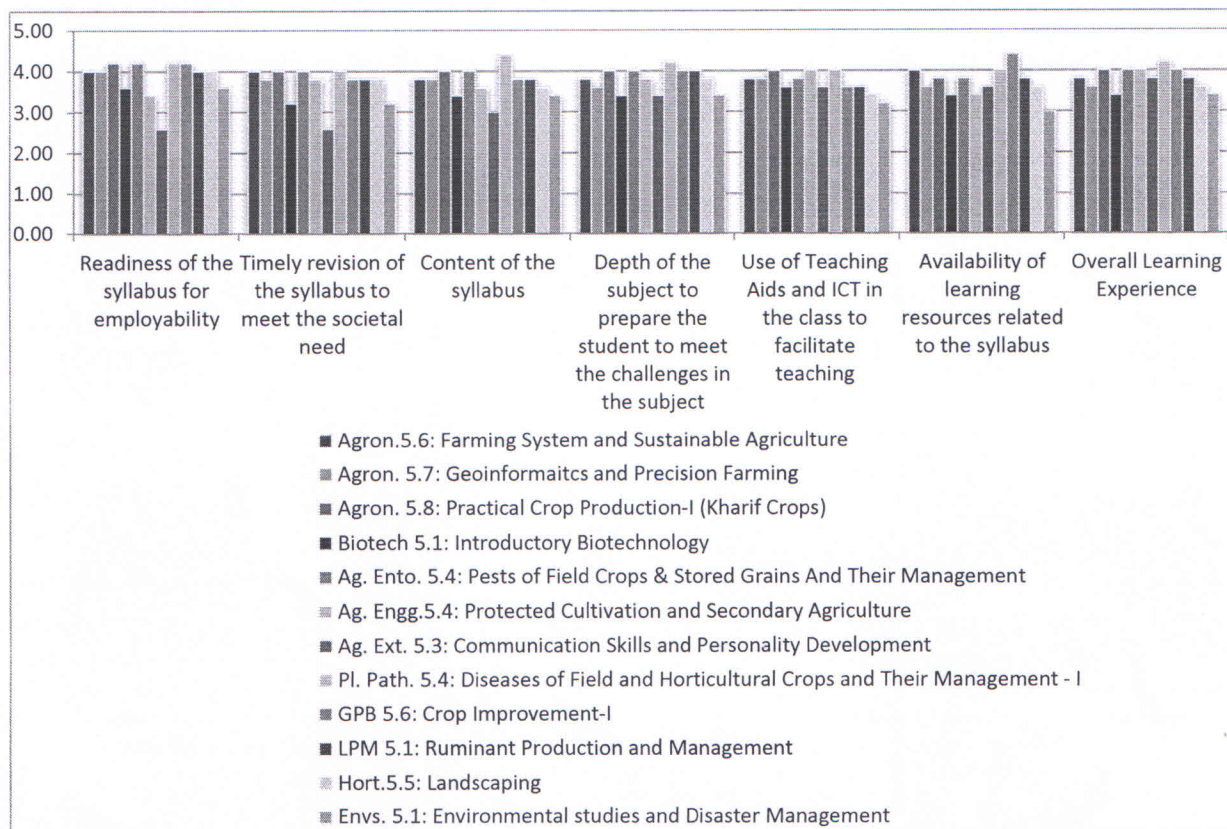 5.00
4.00
3.00
2.00
1.00
0.00
Readiness of the syllabus for employability
Timely revision of the syllabus to meet the societal need
Content of the syllabus
Depth of the subject to prepare the student to meet the challenges in the subject
Use of Teaching Aids and ICT in the class to facilitate teaching
Availability of learning resources related to the syllabus
Overall Learning Experience
Agron.5.6: Farming System and Sustainable Agriculture
Agron. 5.7: Geoinformaitcs and Precision Farming
Agron. 5.8: Practical Crop Production-I (Kharif Crops)
Biotech 5.1: Introductory Biotechnology
Ag. Ento. 5.4: Pests of Field Crops & Stored Grains And Their Management
Ag. Engg.5.4: Protected Cultivation and Secondary Agriculture
Ag. Ext. 5.3: Communication Skills and Personality Development
Pl. Path. 5.4: Diseases of Field and Horticultural Crops and Their Management - I
GPB 5.6: Crop Improvement-I
LPM 5.1: Ruminant Production and Management
Hort.5.5: Landscaping
Envs. 5.1: Environmental studies and Disaster Management